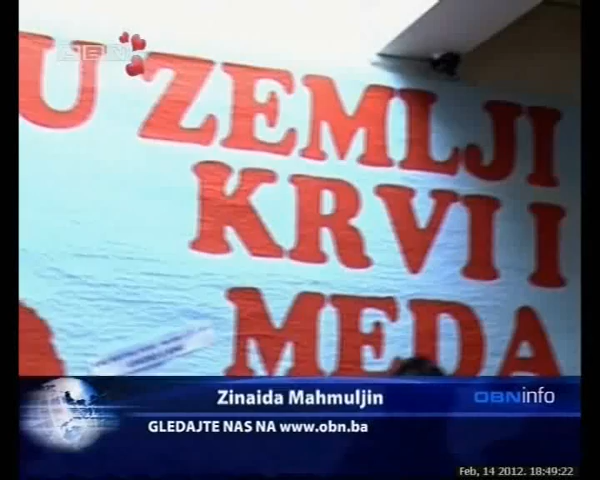 OBN
U ZEMLJI
KRVI I
MEDA
Zinaida Mahmuljin
OBNinfo
GLEDAJTE NAS NA www.obn.ba
Feb, 14 2012. 18:49:22